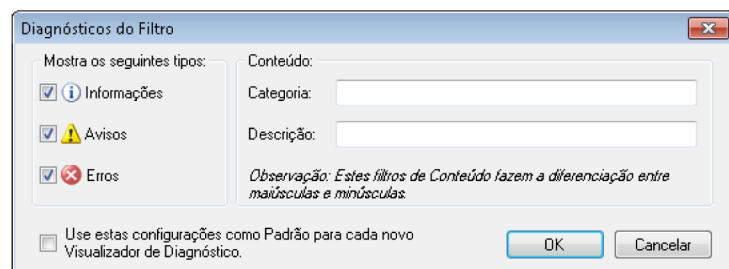 Diagnósticos do Filtro
Mostra os seguintes tipos:
Informações
Avisos
Erros
Conteúdo:
Categoria:
Descrição:
Observação: Estes filtros de Conteúdo fazem a diferenciação entre
maiúsculas e minúsculas.
Use estas configurações como Padrão para cada novo
Visualizador de Diagnóstico.
OK
Cancelar